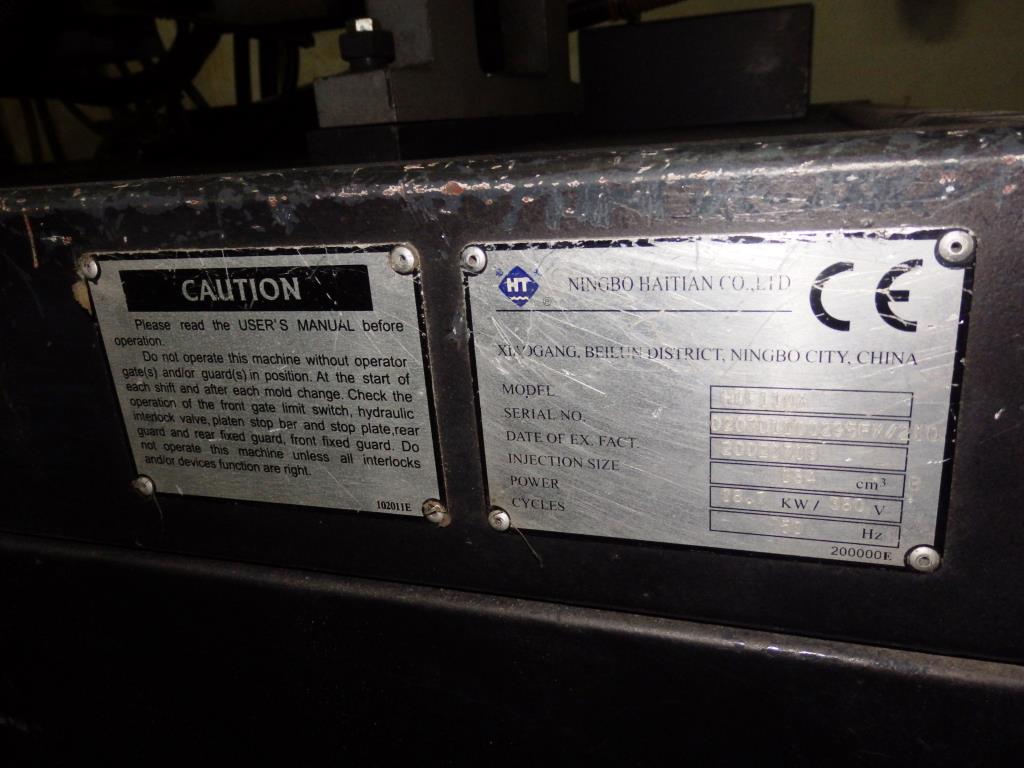 CAUTION
Please read the USER'S MANUAL before
operation.
Do not operate this machine without operator
gate(s) and/or guard(s) in position. At the start of
each shift and after each mold change. Check the
operation of the front gate limit switch, hydraulic
interlock valve, platen stop bar and stop plate,rear
guard and rear fixed guard, front fixed guard. Do
not operate this machine unless all interlocks
and/or devices function are right.
102011E
HT
®
NINGBO HAITIAN CO.,LTD
CE
BEILUN DISTRICT, NINGBO CITY, CHINA
MODEL
SERIAL NO.
DATE OF EX. FACT.
INJECTION SIZE cm³
POWER KW/ 380 V
CYCLES 50 Hz
200000E